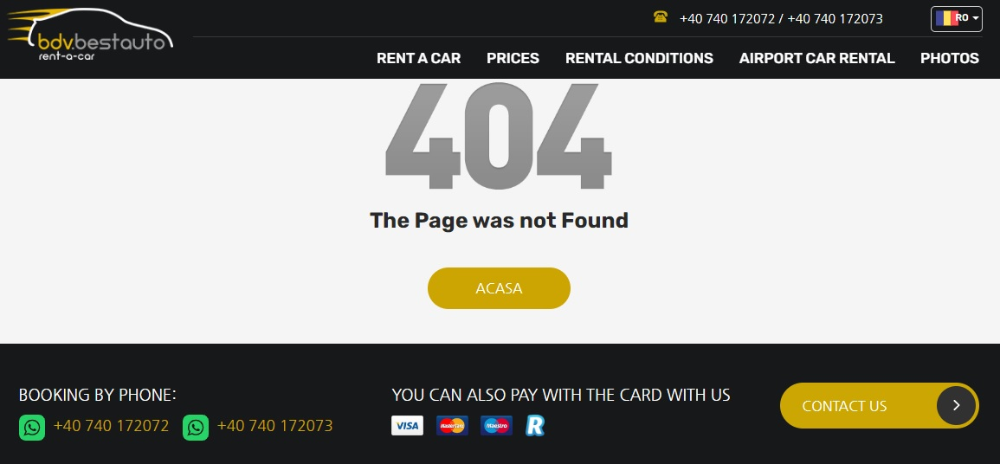 bdv.bestauto
rent-a-car
+40 740 172072 / +40 740 172073
RO
RENT A CAR PRICES RENTAL CONDITIONS AIRPORT CAR RENTAL PHOTOS
404
The Page was not Found
ACASA
BOOKING BY PHONE:
+40 740 172072 +40 740 172073
YOU CAN ALSO PAY WITH THE CARD WITH US
VISA MasterCard Maestro R
CONTACT US